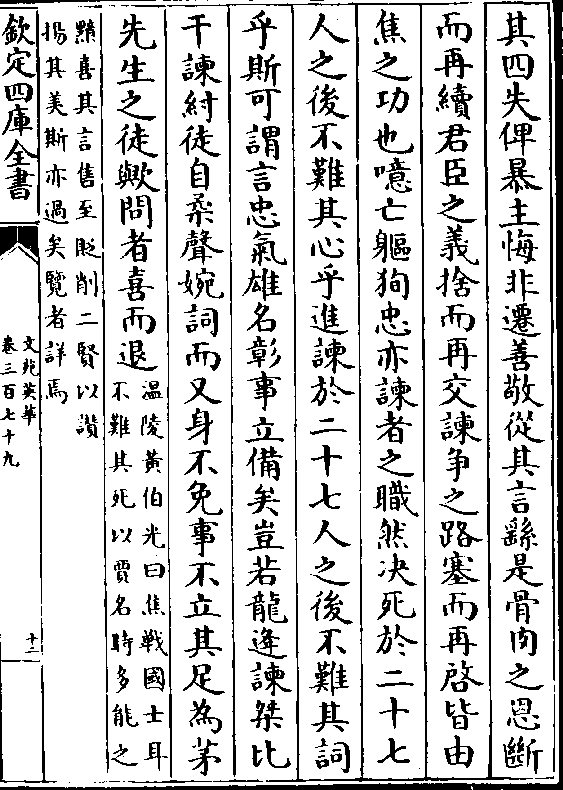 其四失俾暴主悔非遷善敬從其言繇是骨肉之恩斷
而再續君臣之義捨而再交諫争之路塞而再啓皆由
焦之功也噫亡軀狥忠亦諫者之職然决死於二十七
人之後不難其心乎進諫於二十七人之後不難其詞
乎斯可謂言忠氣雄名彰事立備矣豈若龍逄諫桀比
干諫紂徒自柔聲婉詞而又身不免事不立其足為茅
先生之徒歟問者喜而退
温陵黄伯光曰焦戰國士耳
不難其死以賈名時多能之
黯喜其言售至貶削二賢以讚
揚其美斯亦過矣覽者詳焉
欽定四庫全書
文苑英華
卷三百七十九
十二